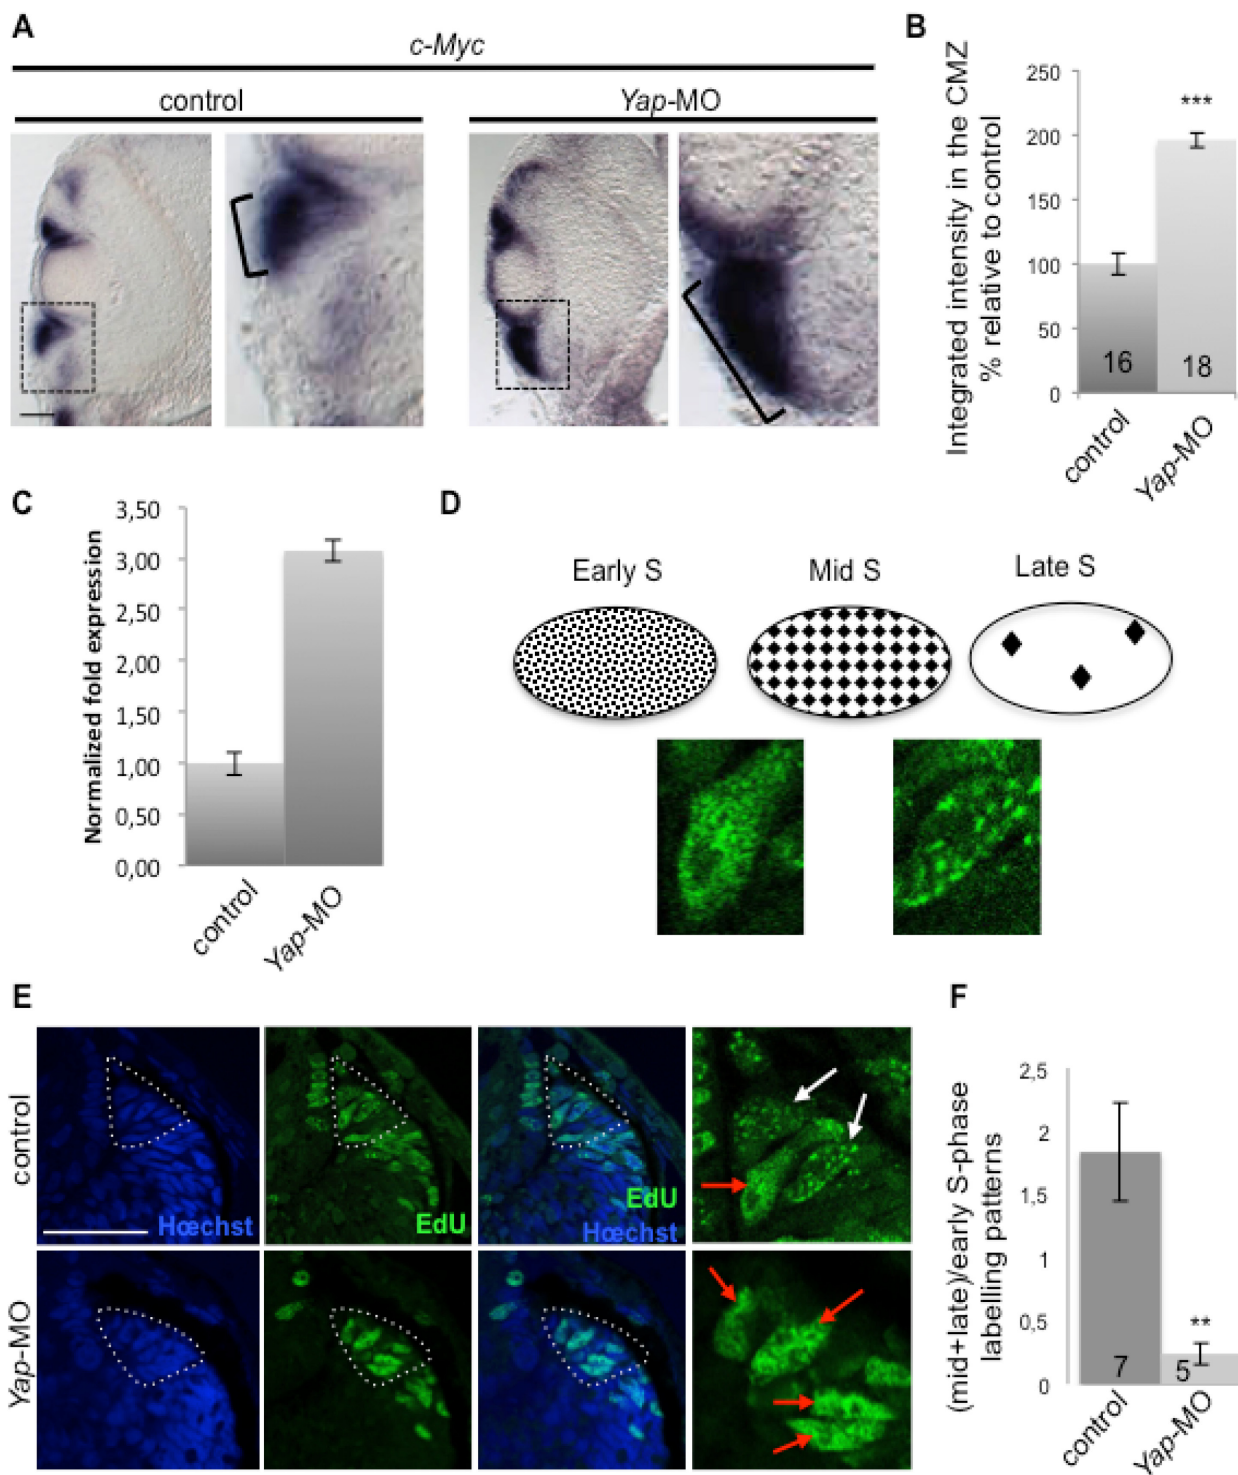 A
c-Myc
control
Yap-MO
B
Integrated intensity in the CMZ
% relative to control
250
200
150
100
50
0
***
16
18
control
Yap-MO
C
Normalized fold expression
3,50
3,00
2,50
2,00
1,50
1,00
0,50
0,00
control
Yap-MO
D
Early S
Mid S
Late S
E
control
Hœchst
EdU
EdU
Hœchst
Yap-MO
F
(mid+late)/early S-phase
labelling patterns
2,5
2
1,5
1
0,5
0
**
7
5
control
Yap-MO